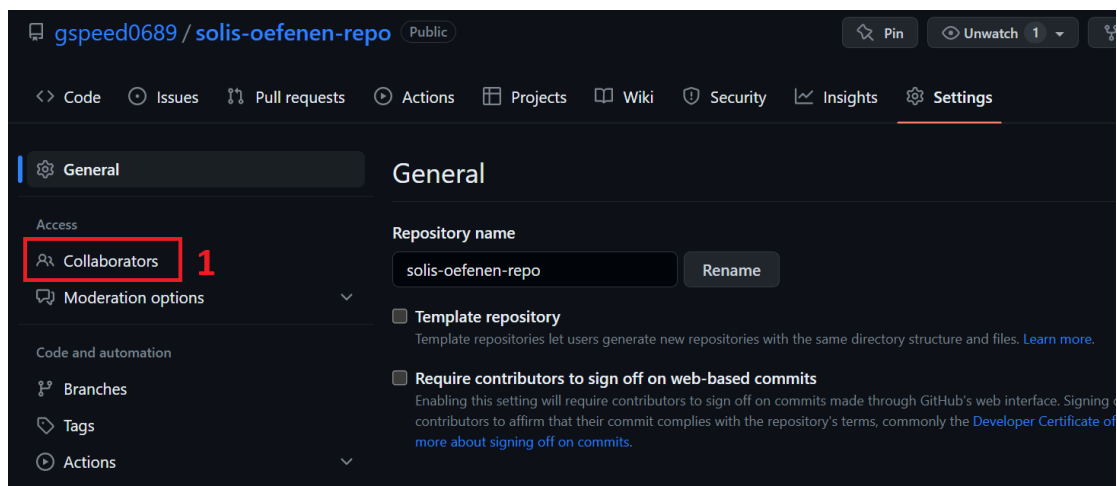 gspeed0689 / solis-oefenen-repo Public Pin Unwatch 1
Code Issues Pull requests Actions Projects Wiki Security Insights Settings
General
Access
Collaborators 1
Moderation options
Code and automation
Branches
Tags
Actions
General
Repository name
solis-oefenen-repo Rename
Template repository
Template repositories let users generate new repositories with the same directory structure and files. Learn more.
Require contributors to sign off on web-based commits
Enabling this setting will require contributors to sign off on commits made through GitHub's web interface. Signing
contributors to affirm that their commit complies with the repository's terms, commonly the Developer Certificate of
more about signing off on commits.